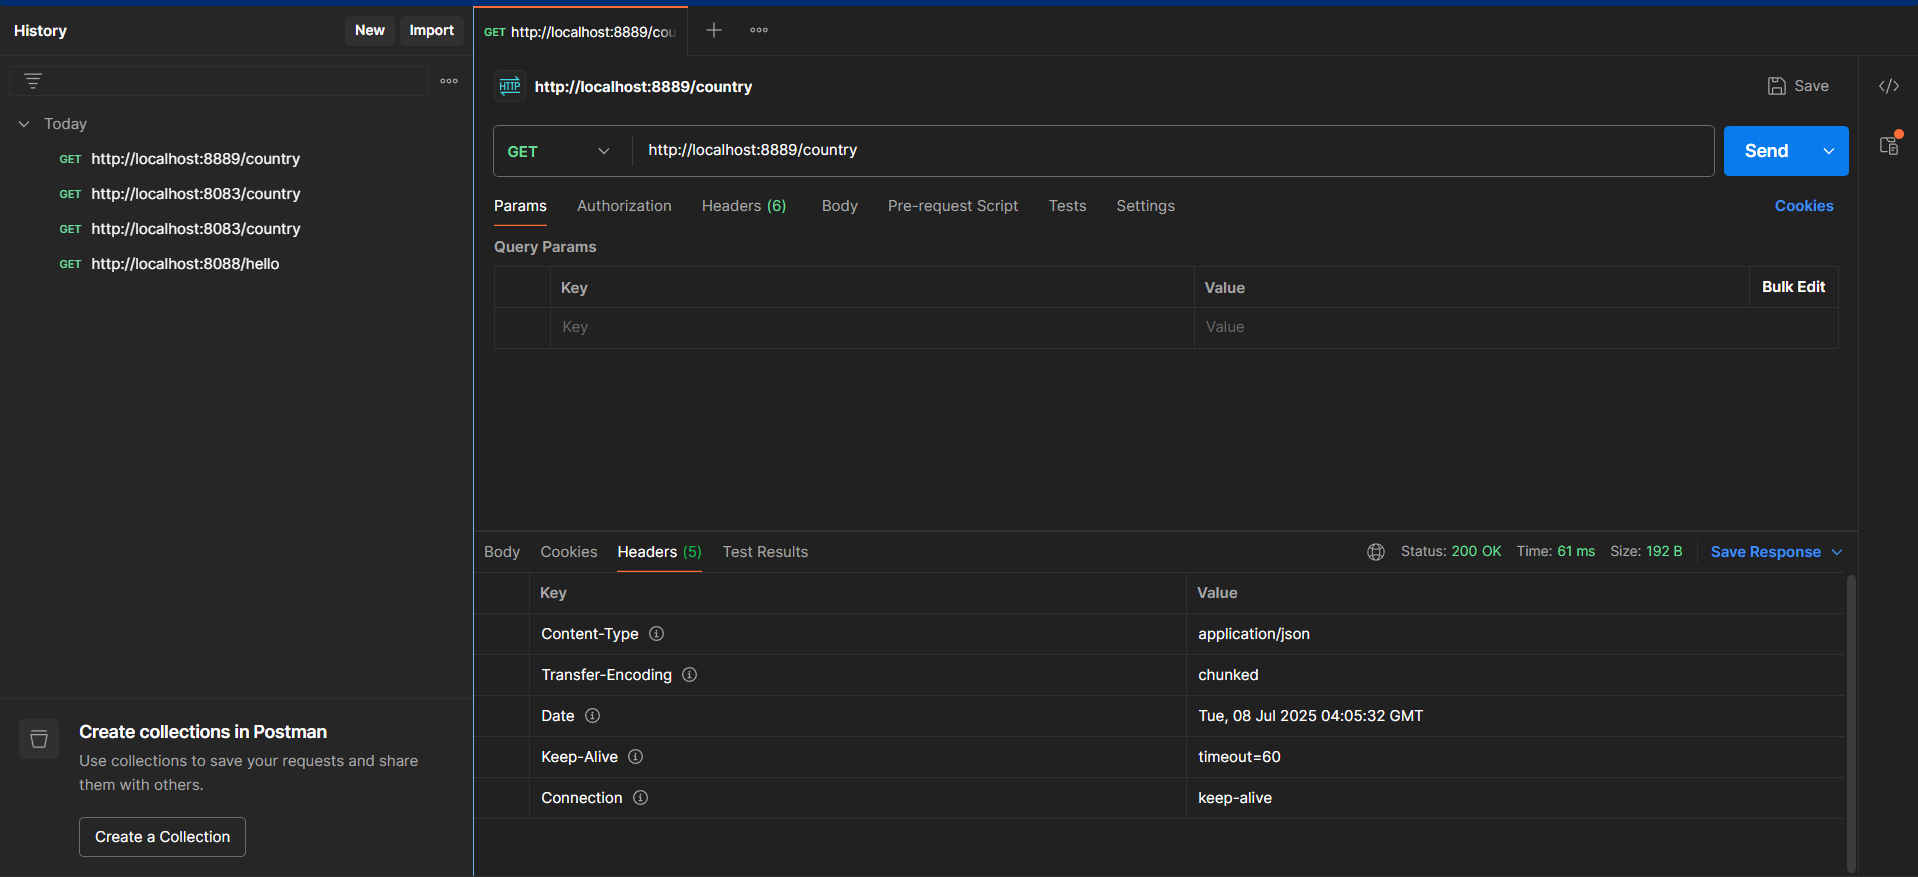 History
New
Import
Today
GET http://localhost:8889/country
GET http://localhost:8083/country
GET http://localhost:8083/country
GET http://localhost:8088/hello
Create collections in Postman
Use collections to save your requests and share
them with others.
Create a Collection
GET http://localhost:8889/cou
HTTP http://localhost:8889/country
Save
GET http://localhost:8889/country
Send
Params Authorization Headers (6) Body Pre-request Script Tests Settings
Cookies
Query Params
Key Value Bulk Edit
Key Value
Body Cookies Headers (5) Test Results
Status: 200 OK Time: 61 ms Size: 192 B Save Response
Key Value
Content-Type application/json
Transfer-Encoding chunked
Date Tue, 08 Jul 2025 04:05:32 GMT
Keep-Alive timeout=60
Connection keep-alive